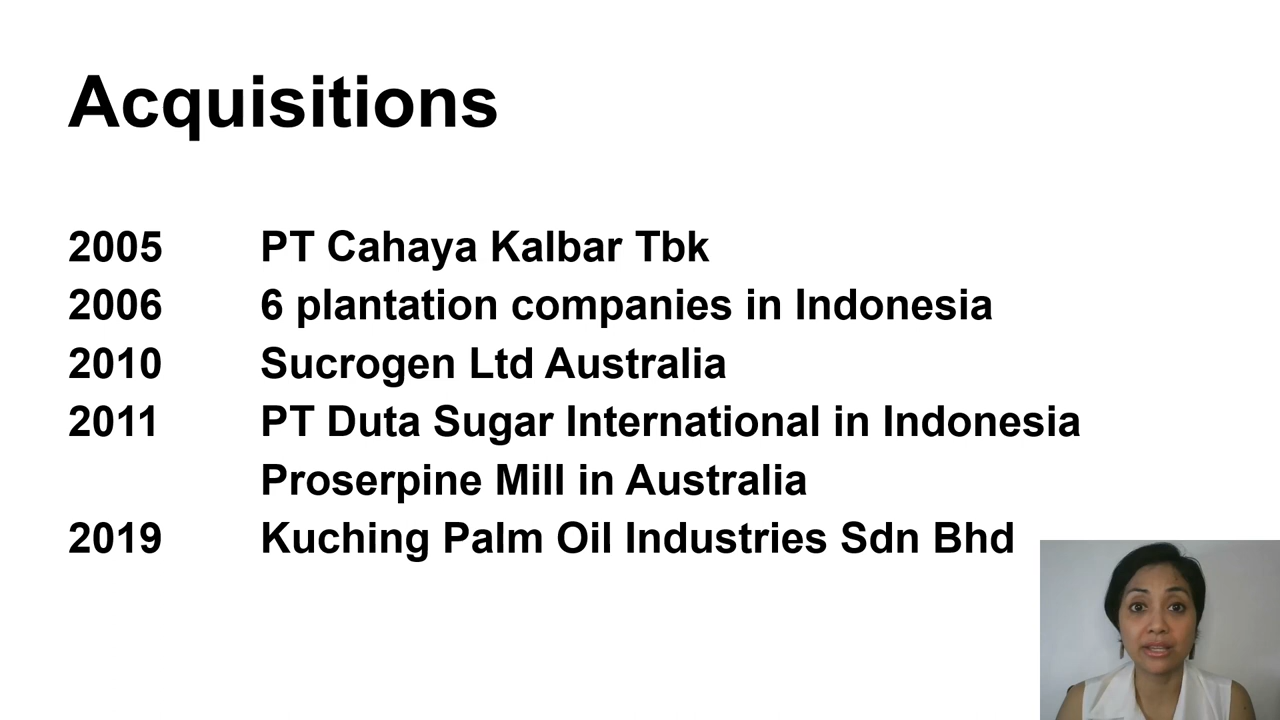 Acquisitions
2005 PT Cahaya Kalbar Tbk
2006 6 plantation companies in Indonesia
2010 Sucrogen Ltd Australia
2011 PT Duta Sugar International in Indonesia
Proserpine Mill in Australia
2019 Kuching Palm Oil Industries Sdn Bhd